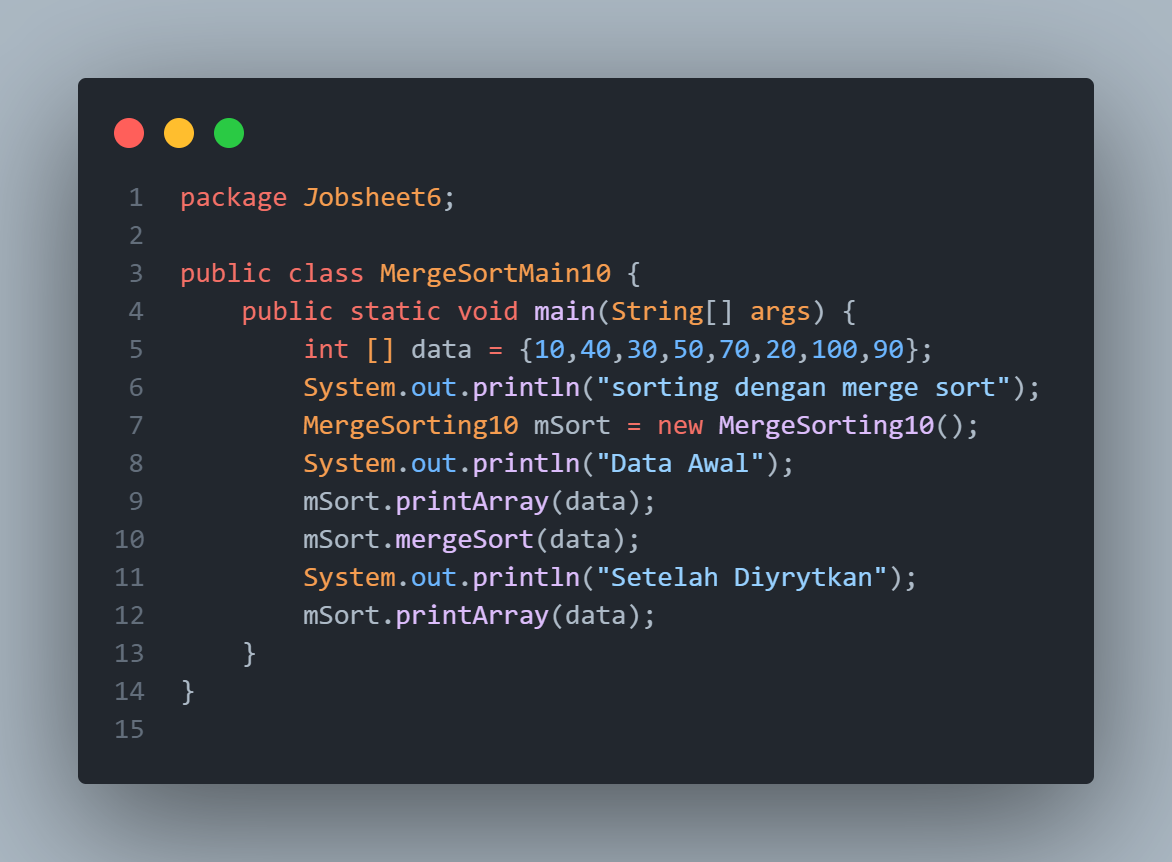 1 package Jobsheet6;
2
3 public class MergeSortMain10 {
4     public static void main(String[] args) {
5         int [] data = {10,40,30,50,70,20,100,90};
6         System.out.println("sorting dengan merge sort");
7         MergeSorting10 mSort = new MergeSorting10();
8         System.out.println("Data Awal");
9         mSort.printArray(data);
10         mSort.mergeSort(data);
11         System.out.println("Setelah Diyrytkan");
12         mSort.printArray(data);
13     }
14 }
15